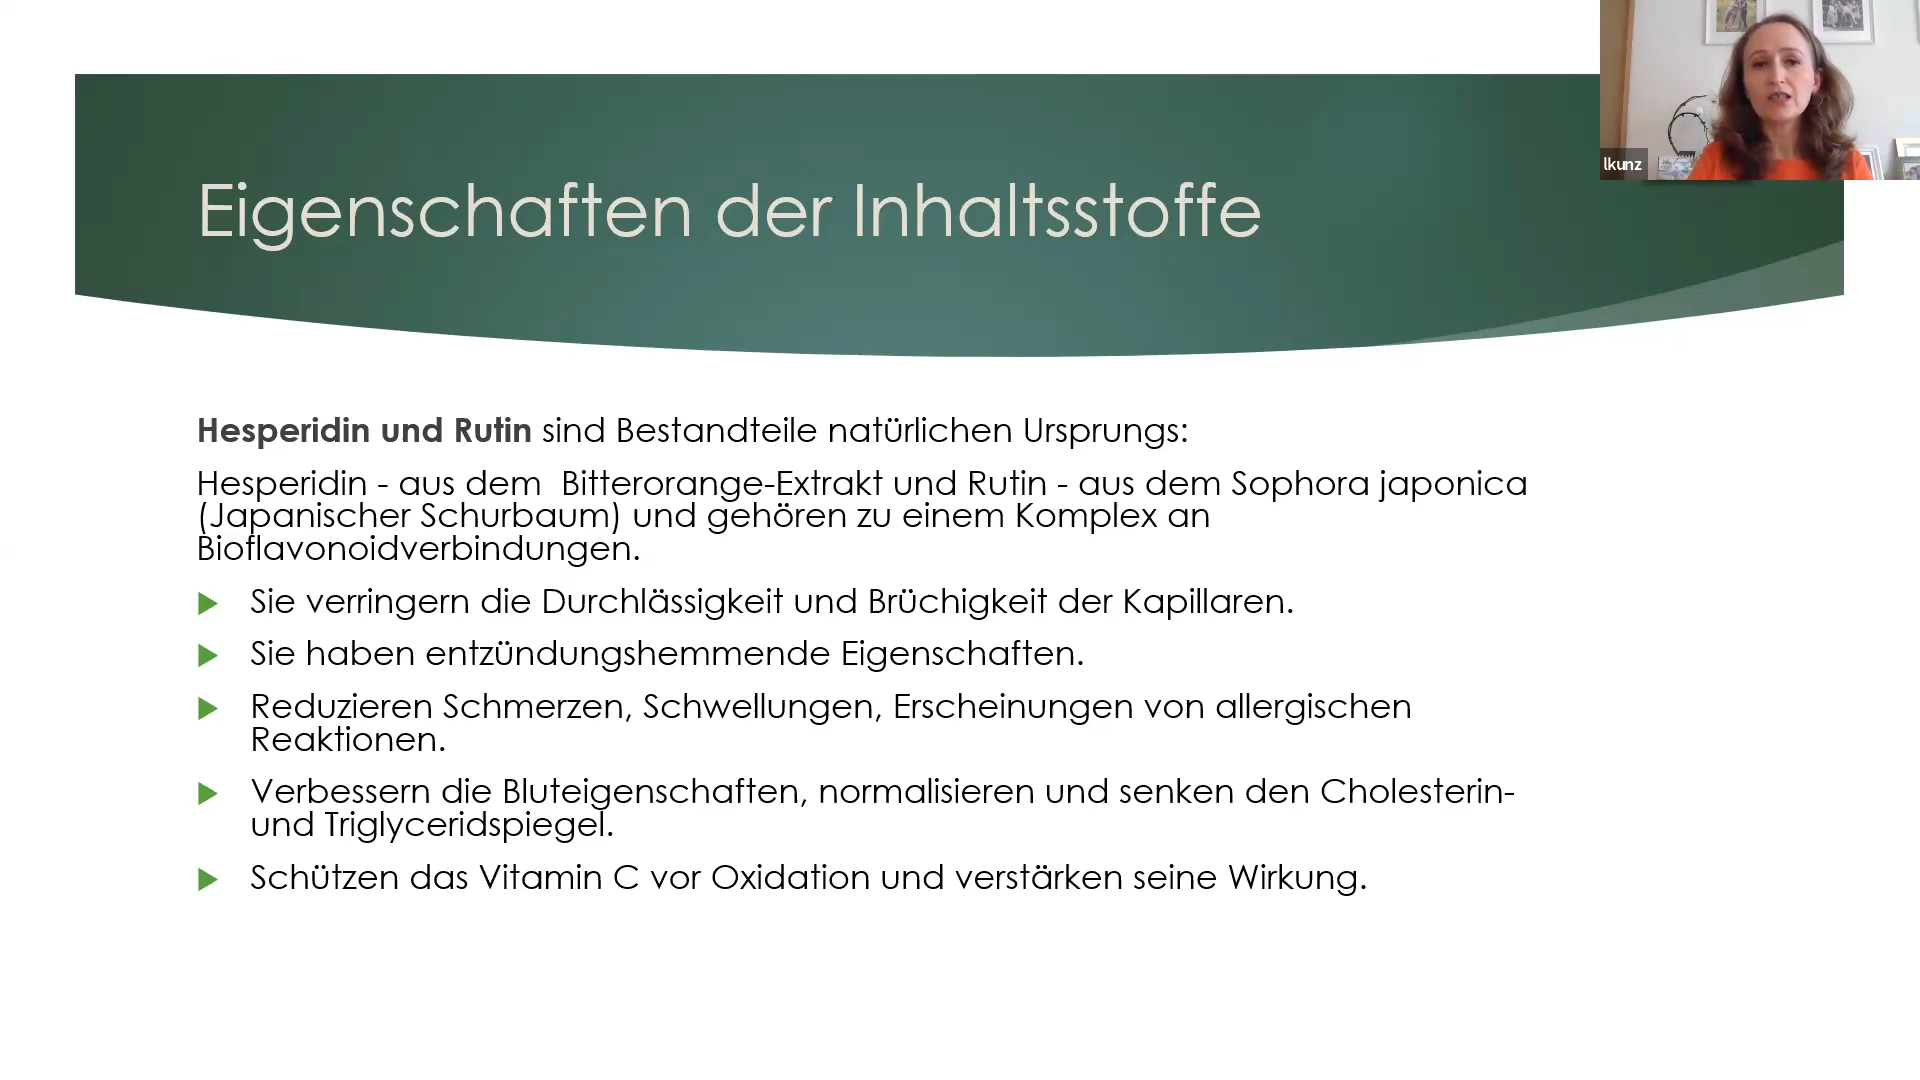 lkunz
Eigenschaften der Inhaltsstoffe
Hesperidin und Rutin sind Bestandteile natürlichen Ursprungs:
Hesperidin - aus dem  Bitterorange-Extrakt und Rutin - aus dem Sophora japonica
(Japanischer Schurbaum) und gehören zu einem Komplex an
Bioflavonoidverbindungen.
Sie verringern die Durchlässigkeit und Brüchigkeit der Kapillaren.
Sie haben entzündungshemmende Eigenschaften.
Reduzieren Schmerzen, Schwellungen, Erscheinungen von allergischen
Reaktionen.
Verbessern die Bluteigenschaften, normalisieren und senken den Cholesterin-
und Triglyceridspiegel.
Schützen das Vitamin C vor Oxidation und verstärken seine Wirkung.